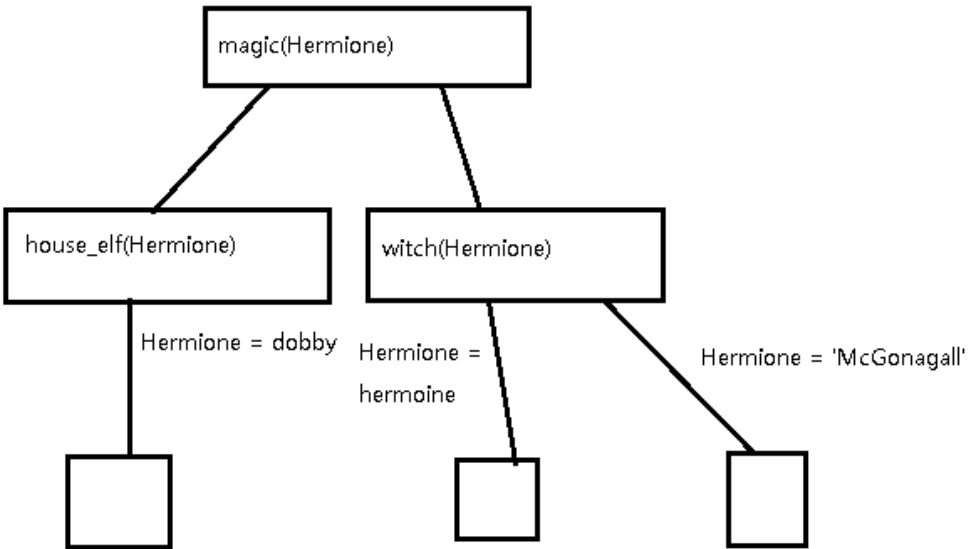 magic(Hermione)
house_elf(Hermione)
witch(Hermione)
Hermione = dobby
Hermione =
hermoine
Hermione = 'McGonagall'